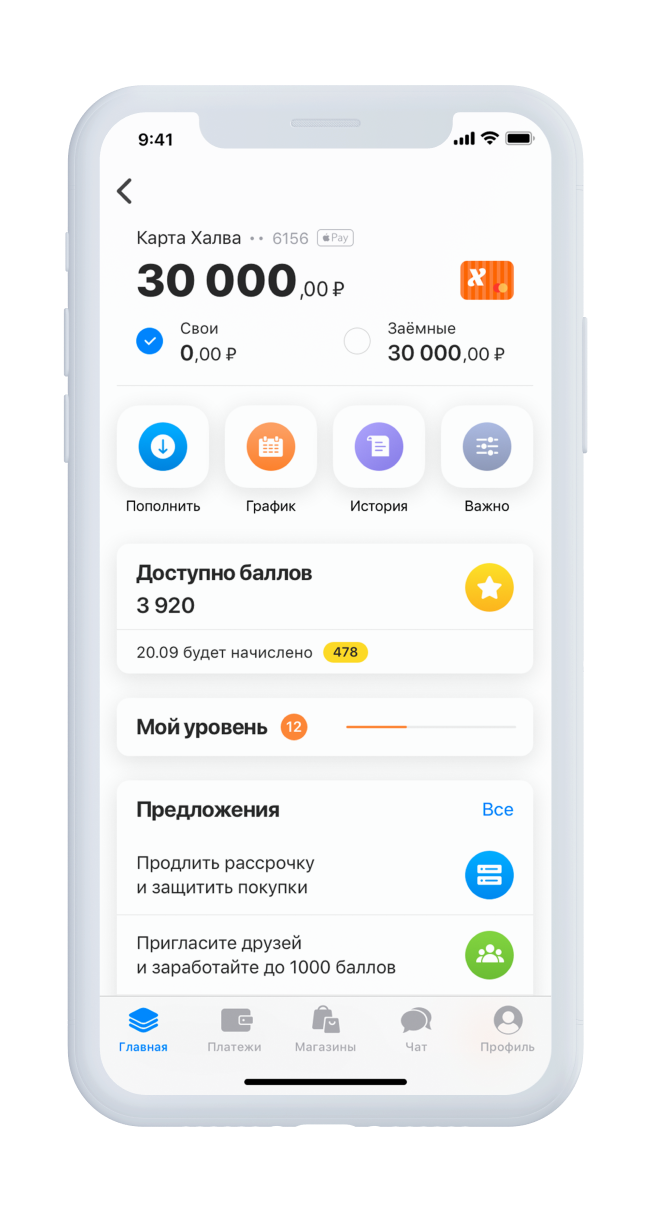 9:41
Карта Халва •• 6156 Pay
30 000,00 ₽
Свои
0,00 ₽
Заёмные
30 000,00 ₽
Пополнить
График
История
Важно
Доступно баллов
3 920
20.09 будет начислено 478
Мой уровень 12
Предложения
Все
Продлить рассрочку
и защитить покупки
Пригласите друзей
и заработайте до 1000 баллов
Главная
Платежи
Магазины
Чат
Профиль